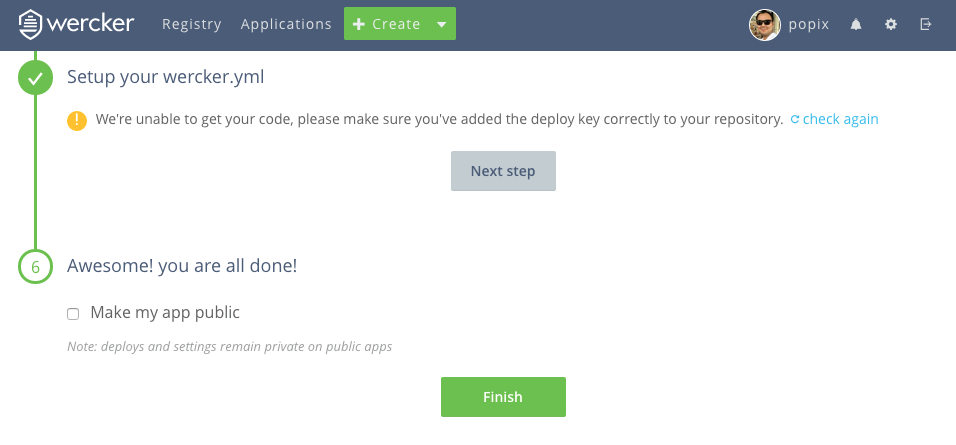 wercker Registry Applications + Create popix
Setup your wercker.yml
! We're unable to get your code, please make sure you've added the deploy key correctly to your repository. check again
Next step
6 Awesome! you are all done!
Make my app public
Note: deploys and settings remain private on public apps
Finish